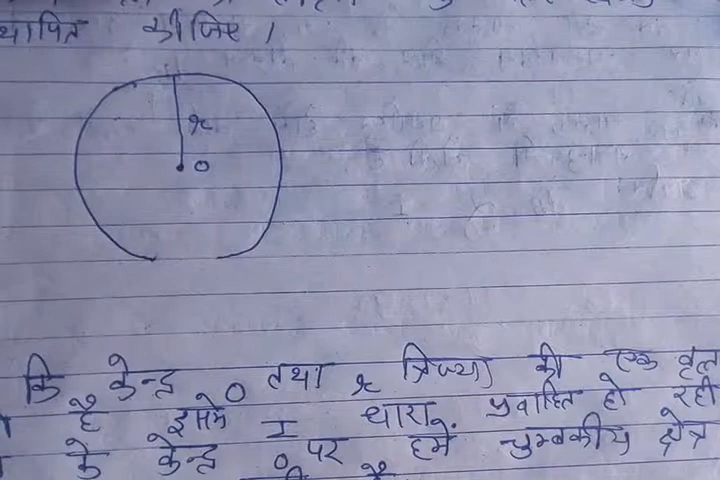 थापित कीजिए।
r
O
कि केन्द्र O तथा r त्रिज्या की एक वृत्त
है इसमे I धारा प्रवाहित हो रही
के केन्द्र O पर हमें चुम्बकीय क्षेत्र